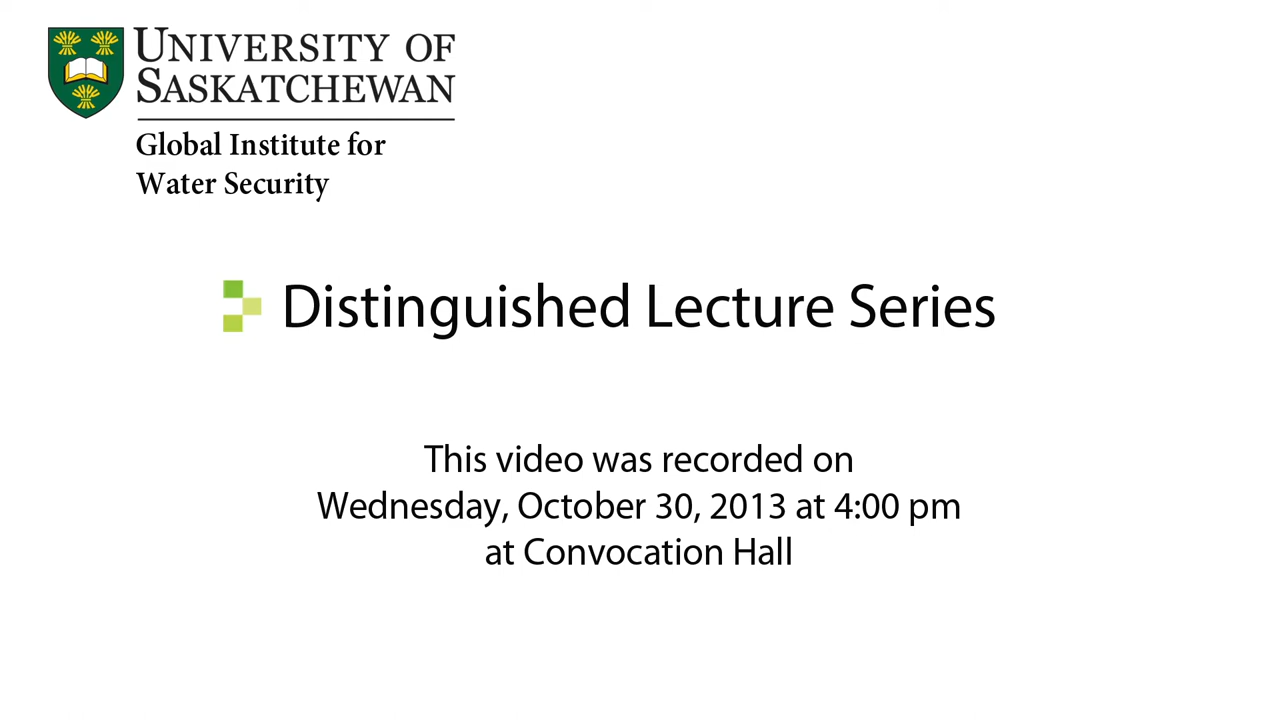 UNIVERSITY OF
SASKATCHEWAN
Global Institute for
Water Security
Distinguished Lecture Series
This video was recorded on
Wednesday, October 30, 2013 at 4:00 pm
at Convocation Hall